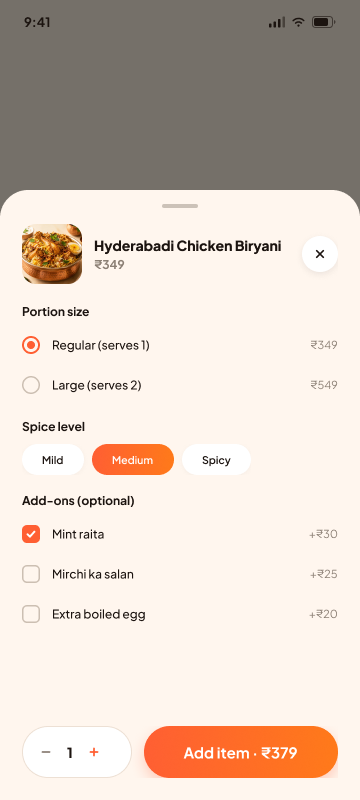 9:41
Hyderabadi Chicken Biryani
₹349
Portion size
Regular (serves 1) ₹349
Large (serves 2) ₹549
Spice level
Mild Medium Spicy
Add-ons (optional)
Mint raita +₹30
Mirchi ka salan +₹25
Extra boiled egg +₹20
− 1 + Add item · ₹379